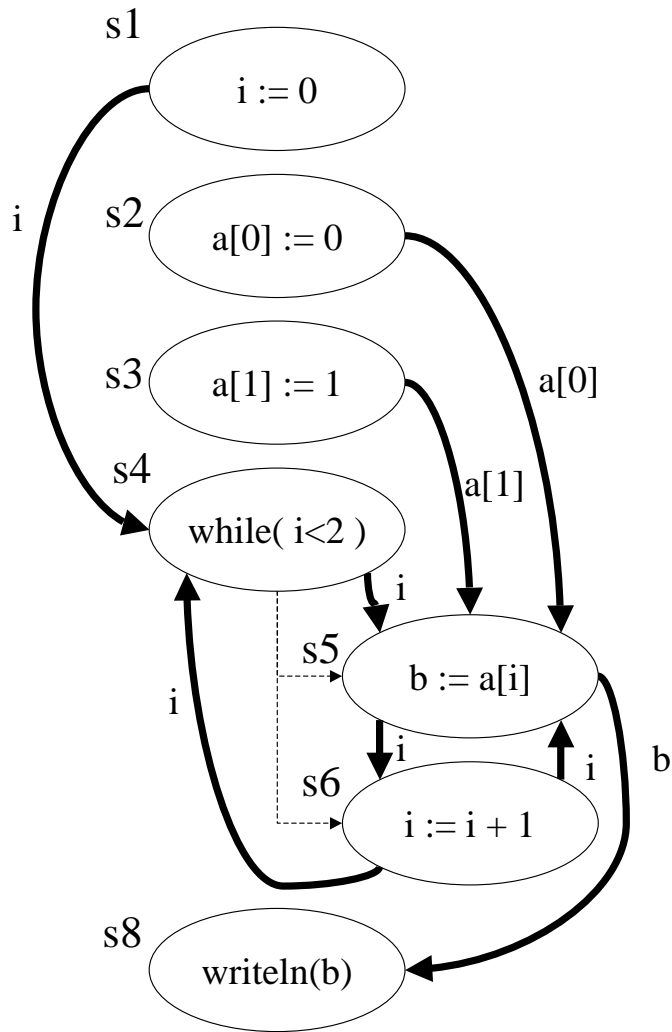 s1
i := 0
i
s2
a[0] := 0
s3
a[1] := 1
a[0]
s4
a[1]
while( i<2 )
i
s5
b := a[i]
i
i
b
s6
i
i := i + 1
s8
writeln(b)